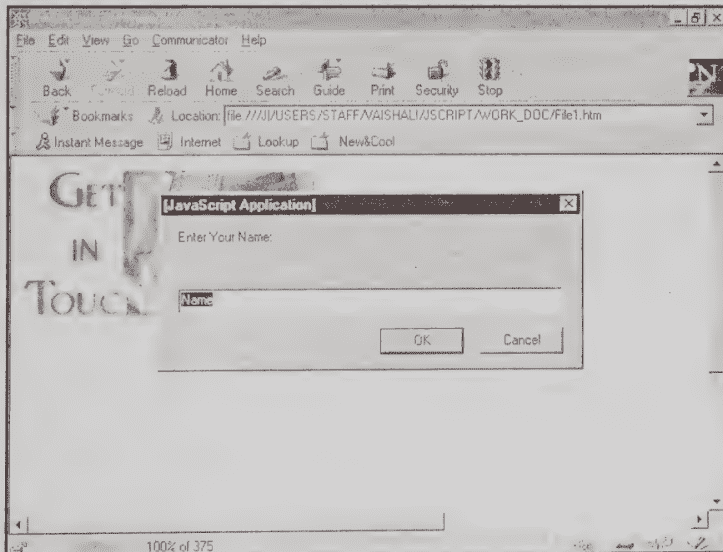 File Edit View Go Communicator Help
Back Forward Reload Home Search Guide Print Security Stop
N
Bookmarks Location: file:///J|/USERS/STAFF/VAISHALI/JSCRIPT/WORK_DOC/File1.htm
Instant Message Internet Lookup New&Cool
GET
IN
TOUCH
[JavaScript Application]
Enter Your Name:
Name
OK Cancel
100% of 375